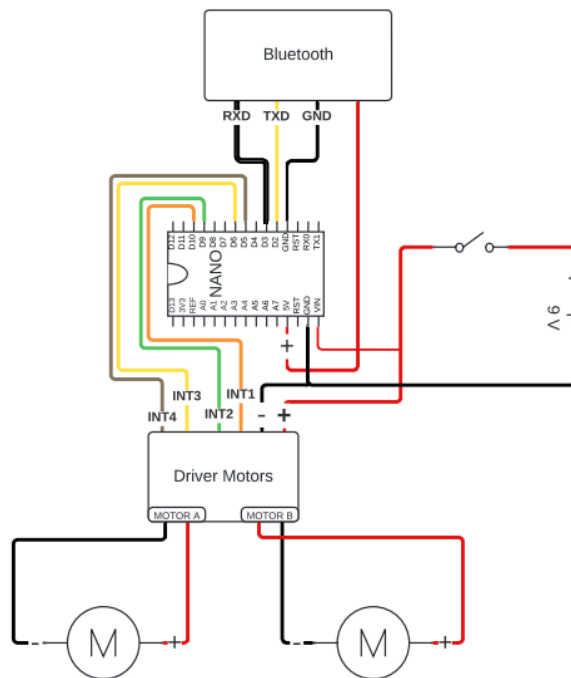 Bluetooth
RXD TXD GND
D12 D11 D10 D9 D8 D7 D6 D5 D4 D3 D2 GND RST RX0 TX1
NANO
D13 3V3 REF A0 A1 A2 A3 A4 A5 A6 A7 5V RST GND VIN
9 V
+
INT4 INT3 INT2 INT1 - +
Driver Motors
MOTOR A MOTOR B
- M + - M +